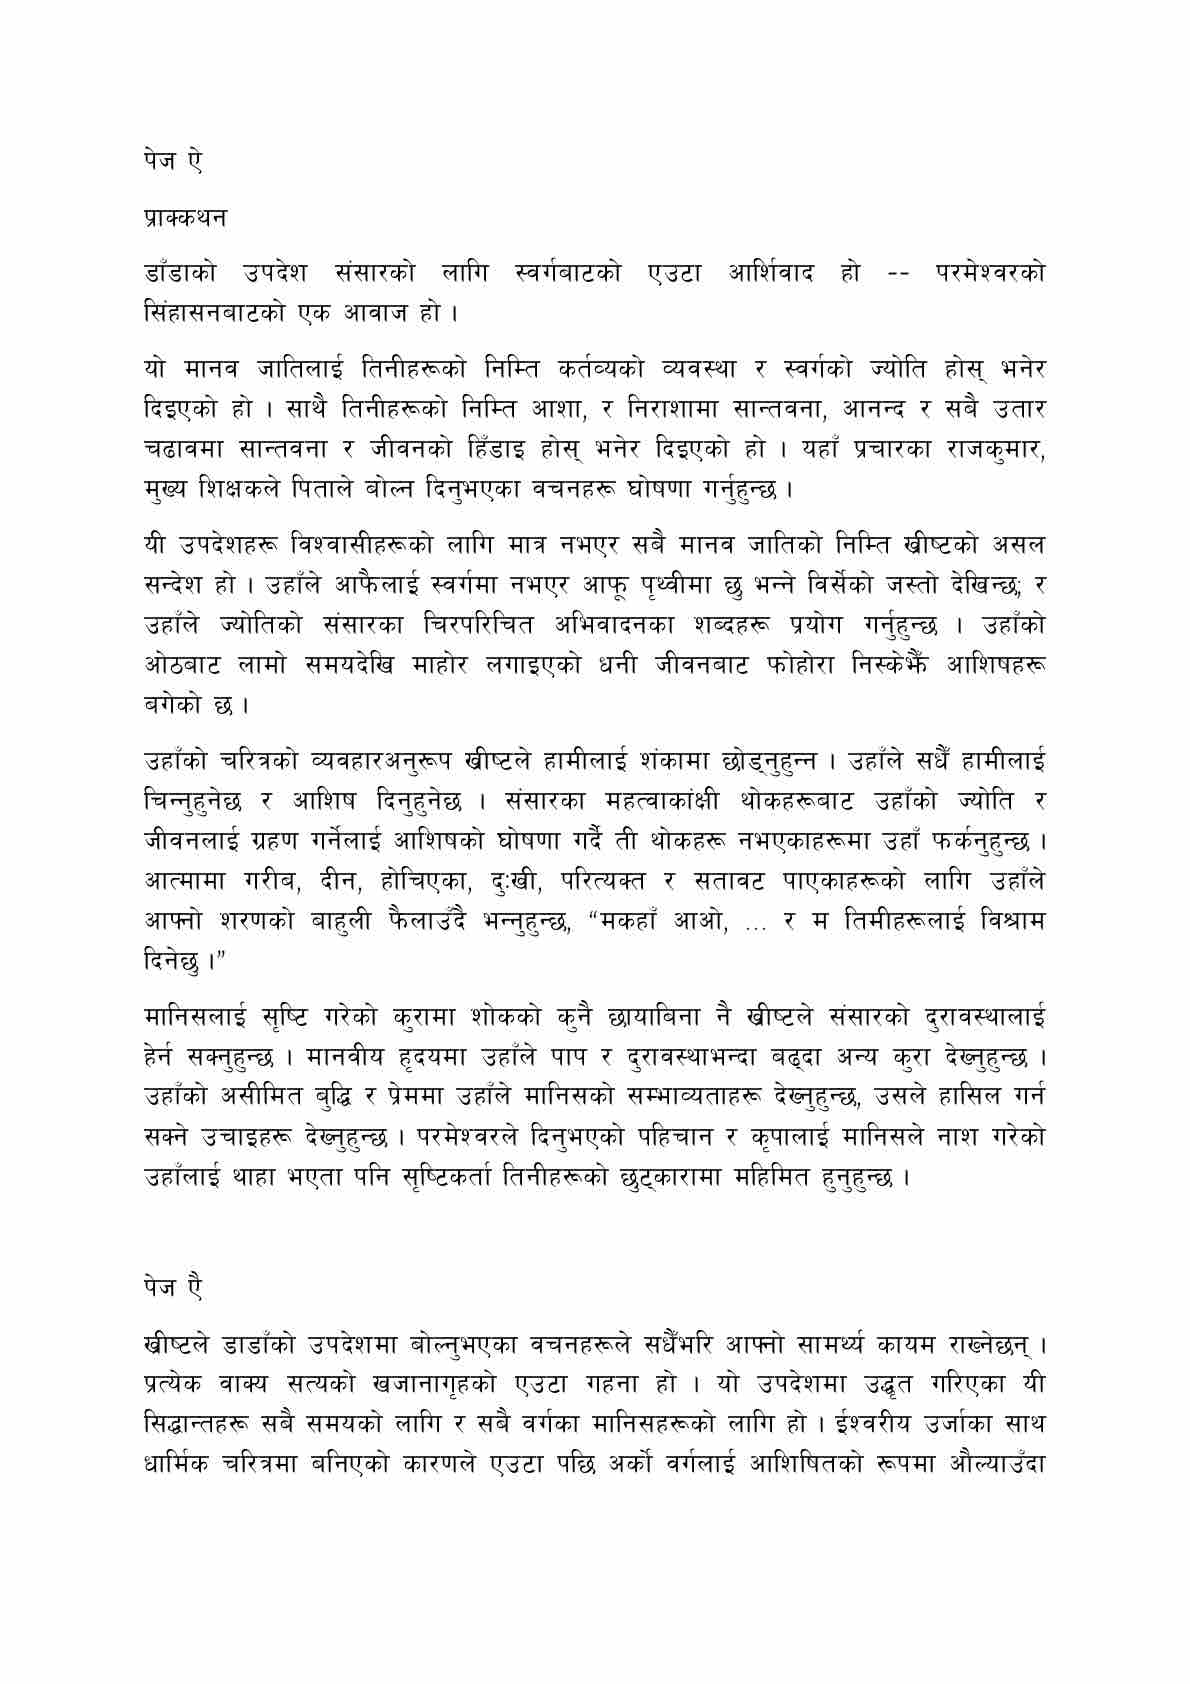 पेज ऐ
प्राक्कथन
डाँडाको उपदेश संसारको लागि स्वर्गबाटको एउटा आर्शिवाद हो -- परमेश्वरको
सिंहासनबाटको एक आवाज हो ।
यो मानव जातिलाई तिनीहरूको निम्ति कर्तव्यको व्यवस्था र स्वर्गको ज्योति होस् भनेर
दिइएको हो । साथै तिनीहरूको निम्ति आशा, र निराशामा सान्तवना, आनन्द र सबै उतार
चढावमा सान्तवना र जीवनको हिँडाइ होस् भनेर दिइएको हो । यहाँ प्रचारका राजकुमार,
मुख्य शिक्षकले पिताले बोल्न दिनुभएका वचनहरू घोषणा गर्नुहुन्छ ।
यी उपदेशहरू विश्वासीहरूको लागि मात्र नभएर सबै मानव जातिको निम्ति ख्रीष्टको असल
सन्देश हो । उहाँले आफैलाई स्वर्गमा नभएर आफू पृथ्वीमा छु भन्ने विर्सेको जस्तो देखिन्छ; र
उहाँले ज्योतिको संसारका चिरपरिचित अभिवादनका शब्दहरू प्रयोग गर्नुहुन्छ । उहाँको
ओठबाट लामो समयदेखि माहोर लगाइएको धनी जीवनबाट फोहोरा निस्केझैँ आशिषहरू
बगेको छ ।
उहाँको चरित्रको व्यवहारअनुरूप ख्रीष्टले हामीलाई शंकामा छोड्नुहुन्न । उहाँले सधैँ हामीलाई
चिन्नुहुनेछ र आशिष दिनुहुनेछ । संसारका महत्वाकांक्षी थोकहरूबाट उहाँको ज्योति र
जीवनलाई ग्रहण गर्नेलाई आशिषको घोषणा गर्दै ती थोकहरू नभएकाहरूमा उहाँ फर्कनुहुन्छ ।
आत्मामा गरीब, दीन, होचिएका, दुःखी, परित्यक्त र सतावट पाएकाहरूको लागि उहाँले
आफ्नो शरणको बाहुली फैलाउँदै भन्नुहुन्छ, “मकहाँ आओ, ... र म तिमीहरूलाई विश्राम
दिनेछु ।”
मानिसलाई सृष्टि गरेको कुरामा शोकको कुनै छायाबिना नै ख्रीष्टले संसारको दुरावस्थालाई
हेर्न सक्नुहुन्छ । मानवीय हृदयमा उहाँले पाप र दुरावस्थाभन्दा बढ्दा अन्य कुरा देख्नुहुन्छ ।
उहाँको असीमित बुद्धि र प्रेममा उहाँले मानिसको सम्भाव्यताहरू देख्नुहुन्छ, उसले हासिल गर्न
सक्ने उचाइहरू देख्नुहुन्छ । परमेश्वरले दिनुभएको पहिचान र कृपालाई मानिसले नाश गरेको
उहाँलाई थाहा भएता पनि सृष्टिकर्ता तिनीहरूको छुट्कारामा महिमित हुनुहुन्छ ।
पेज एै
ख्रीष्टले डाडाँको उपदेशमा बोल्नुभएका वचनहरूले सधैँभरि आफ्नो सामर्थ्य कायम राख्नेछन् ।
प्रत्येक वाक्य सत्यको खजानागृहको एउटा गहना हो । यो उपदेशमा उद्धृत गरिएका यी
सिद्धान्तहरू सबै समयको लागि र सबै वर्गका मानिसहरूको लागि हो । ईश्वरीय उर्जाका साथ
धार्मिक चरित्रमा बनिएको कारणले एउटा पछि अर्को वर्गलाई आशिषितको रूपमा औल्याउँदा